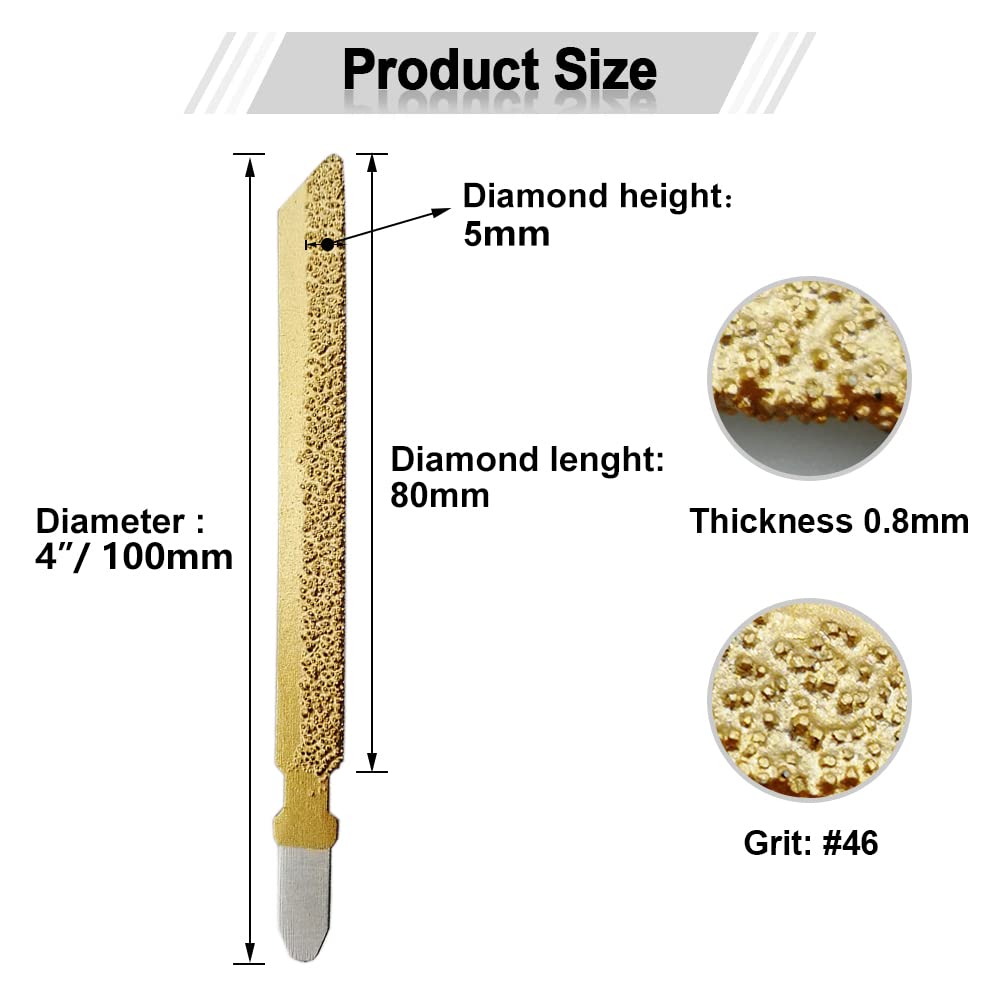 Product Size
Diamond height：
5mm
Diamond lenght:
80mm
Diameter :
4″/ 100mm
Thickness 0.8mm
Grit: #46